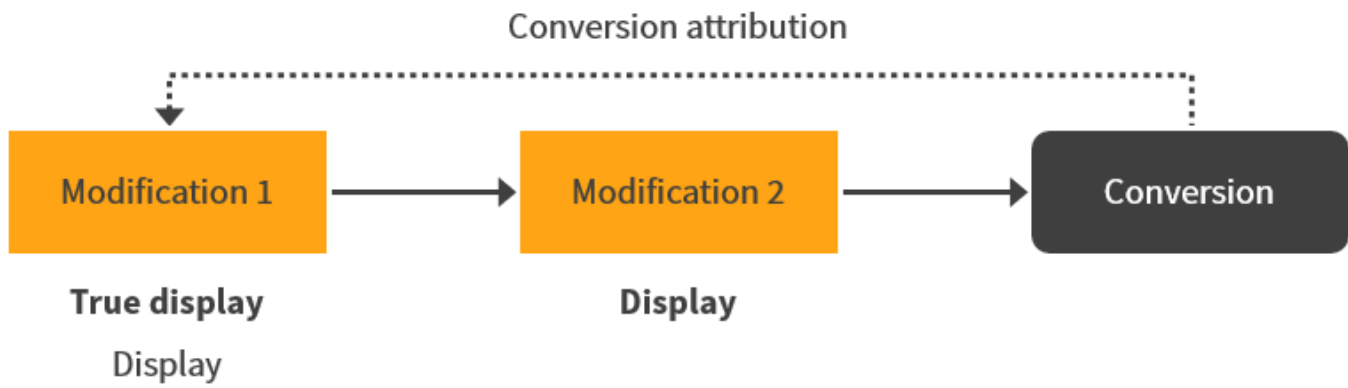 Conversion attribution
Modification 1
Modification 2
Conversion
True display
Display
Display